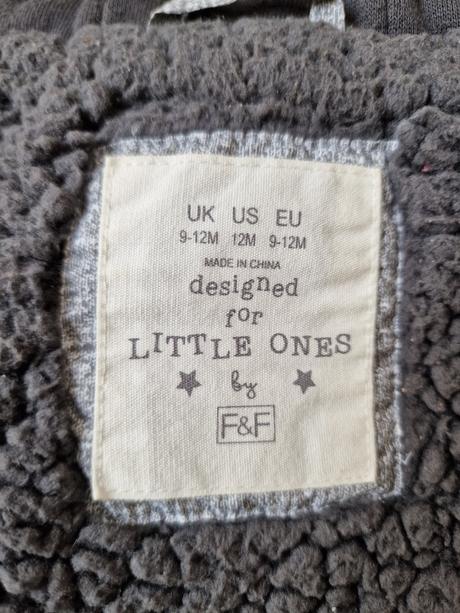 UK US EU
9-12M 12M 9-12M
MADE IN CHINA
designed
for
LITTLE ONES
by
F&F